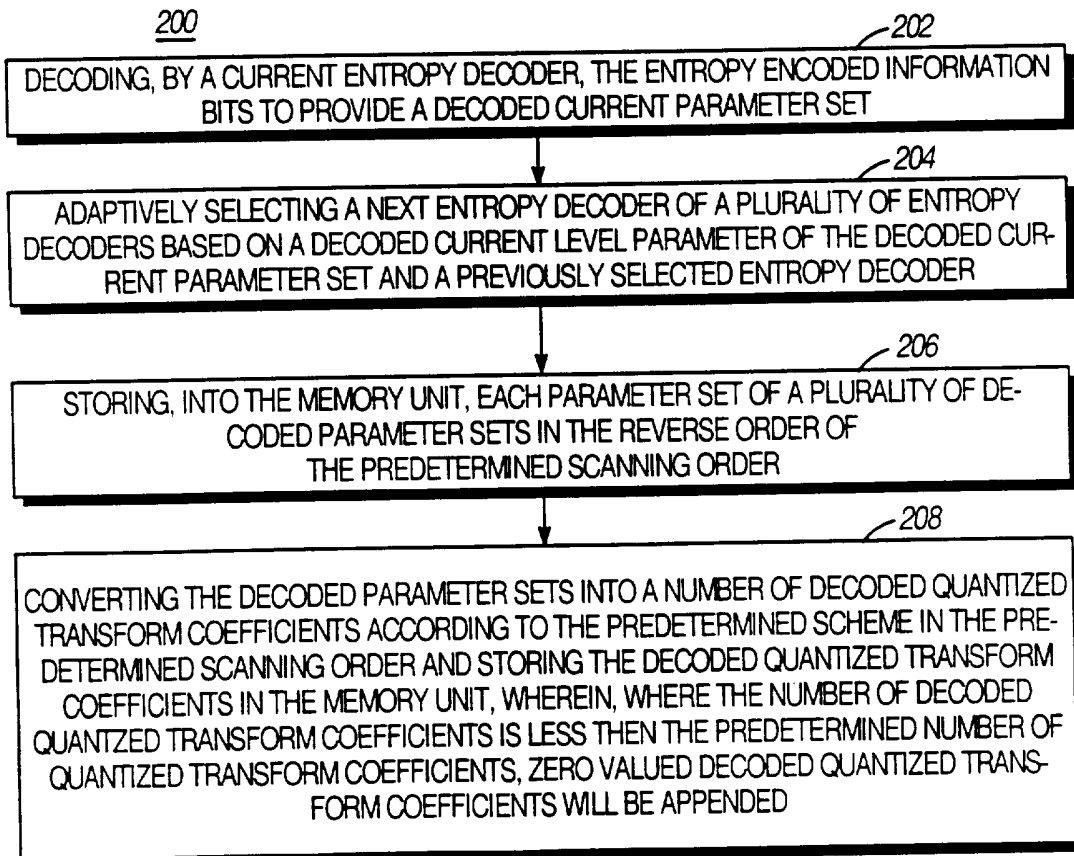 200
202
DECODING, BY A CURRENT ENTROPY DECODER, THE ENTROPY ENCODED INFORMATION
BITS TO PROVIDE A DECODED CURRENT PARAMETER SET
204
ADAPTIVELY SELECTING A NEXT ENTROPY DECODER OF A PLURALITY OF ENTROPY
DECODERS BASED ON A DECODED CURRENT LEVEL PARAMETER OF THE DECODED CUR-
RENT PARAMETER SET AND A PREVIOUSLY SELECTED ENTROPY DECODER
206
STORING, INTO THE MEMORY UNIT, EACH PARAMETER SET OF A PLURALITY OF DE-
CODED PARAMETER SETS IN THE REVERSE ORDER OF
THE PREDETERMINED SCANNING ORDER
208
CONVERTING THE DECODED PARAMETER SETS INTO A NUMBER OF DECODED QUANTIZED
TRANSFORM COEFFICIENTS ACCORDING TO THE PREDETERMINED SCHEME IN THE PRE-
DETERMINED SCANNING ORDER AND STORING THE DECODED QUANTIZED TRANSFORM
COEFFICIENTS IN THE MEMORY UNIT, WHEREIN, WHERE THE NUMBER OF DECODED
QUANTZED TRANSFORM COEFFICIENTS IS LESS THEN THE PREDETERMINED NUMBER OF
QUANTIZED TRANSFORM COEFFICIENTS, ZERO VALUED DECODED QUANTIZED TRANS-
FORM COEFFICIENTS WILL BE APPENDED